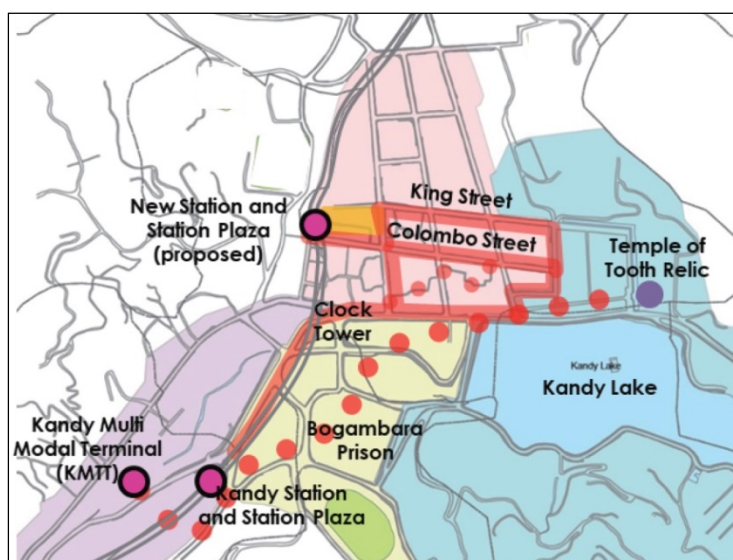 King Street
New Station and
Station Plaza
(proposed)
Colombo Street
Temple of
Tooth Relic
Clock
Tower
Kandy Lake
Kandy Lake
Kandy Multi
Modal Terminal
(KMTT)
Bogambara
Prison
Kandy Station
and Station Plaza